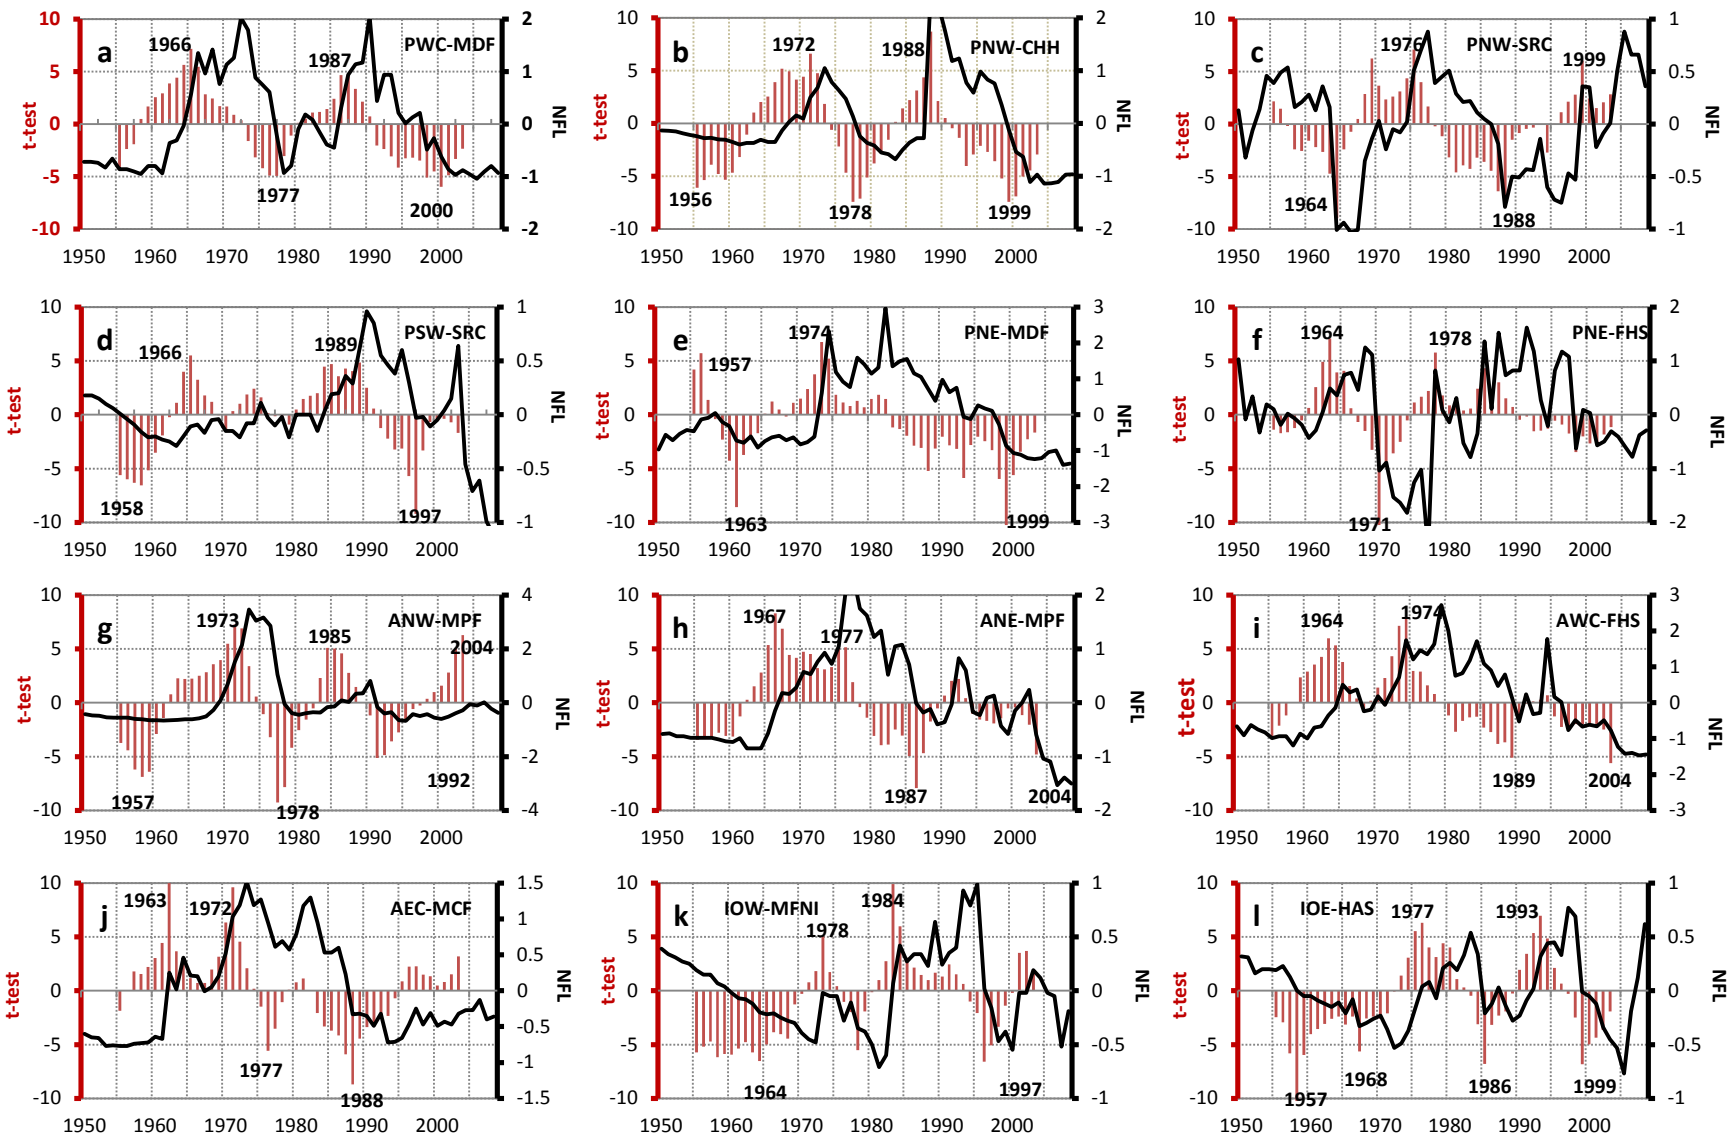 a PWC-MDF
t-test
10 5 0 -5 -10
1966 1987 1977 2000
2 1 0 -1 -2
NFL
1950 1960 1970 1980 1990 2000
b PNW-CHH
t-test
10 5 0 -5 -10
1972 1988 1956 1978 1999
2 1 0 -1 -2
NFL
1950 1960 1970 1980 1990 2000
c PNW-SRC
t-test
10 5 0 -5 -10
1976 1999 1964 1988
1 0.5 0 -0.5 -1
NFL
1950 1960 1970 1980 1990 2000
d PSW-SRC
t-test
10 5 0 -5 -10
1966 1989 1958 1997
1 0.5 0 -0.5 -1
NFL
1950 1960 1970 1980 1990 2000
e PNE-MDF
t-test
10 5 0 -5 -10
1957 1974 1963 1999
3 2 1 0 -1 -2 -3
NFL
1950 1960 1970 1980 1990 2000
f PNE-FHS
t-test
10 5 0 -5 -10
1964 1978 1971
2 1 0 -1 -2
NFL
1950 1960 1970 1980 1990 2000
g ANW-MPF
t-test
10 5 0 -5 -10
1973 1985 2004 1957 1978 1992
4 2 0 -2 -4
NFL
1950 1960 1970 1980 1990 2000
h ANE-MPF
t-test
10 5 0 -5 -10
1967 1977 1987 2004
2 1 0 -1 -2
NFL
1950 1960 1970 1980 1990 2000
i AWC-FHS
t-test
10 5 0 -5 -10
1964 1974 1989 2004
3 2 1 0 -1 -2 -3
NFL
1950 1960 1970 1980 1990 2000
j AEC-MCF
t-test
10 5 0 -5 -10
1963 1972 1977 1988
1.5 1 0.5 0 -0.5 -1 -1.5
NFL
1950 1960 1970 1980 1990 2000
k IOW-MFNI
t-test
10 5 0 -5 -10
1984 1978 1964 1997
1 0.5 0 -0.5 -1
NFL
1950 1960 1970 1980 1990 2000
l IOE-HAS
t-test
10 5 0 -5 -10
1977 1993 1957 1968 1986 1999
1 0.5 0 -0.5 -1
NFL
1950 1960 1970 1980 1990 2000